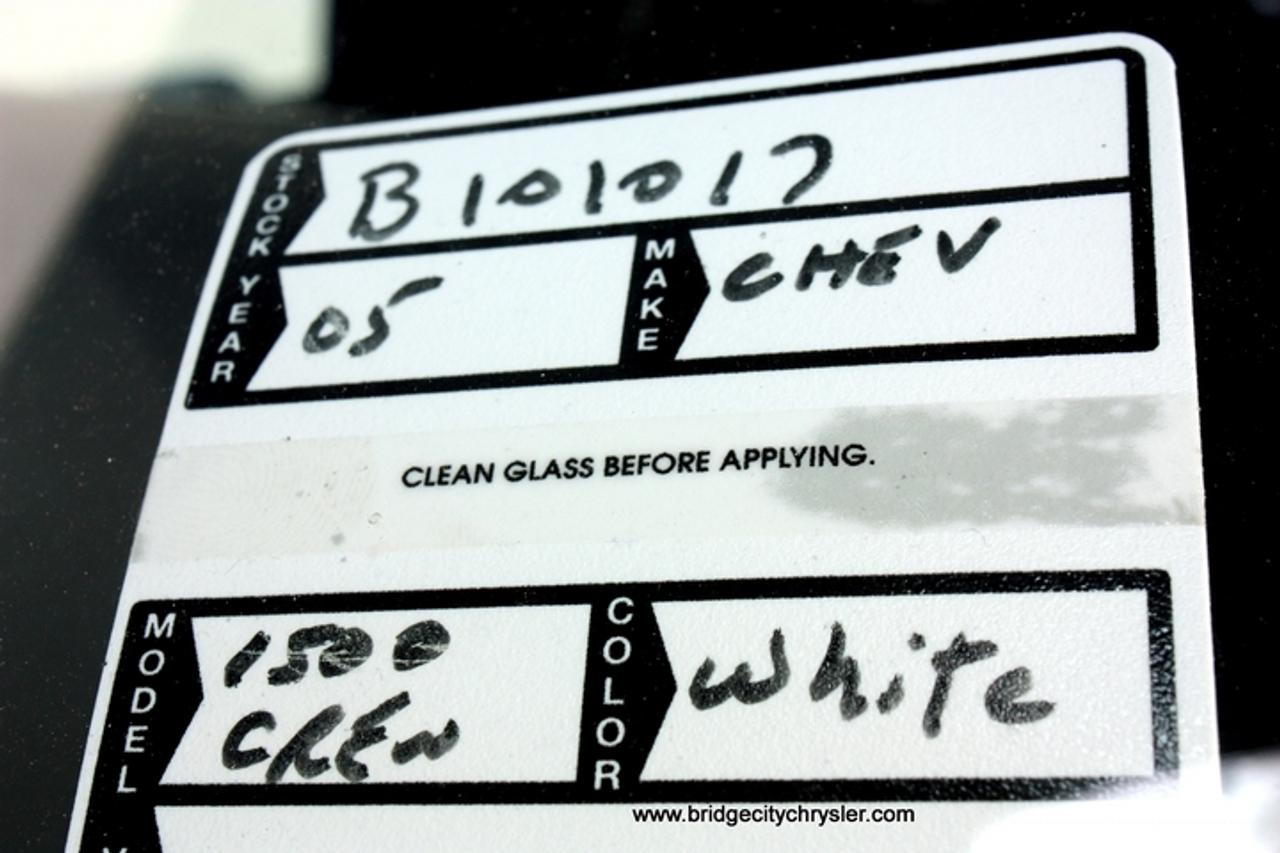 STOCK B101017
YEAR 05 MAKE CHEV
CLEAN GLASS BEFORE APPLYING.
MODEL 1500 COLOR White
CREW
www.bridgecitychrysler.com